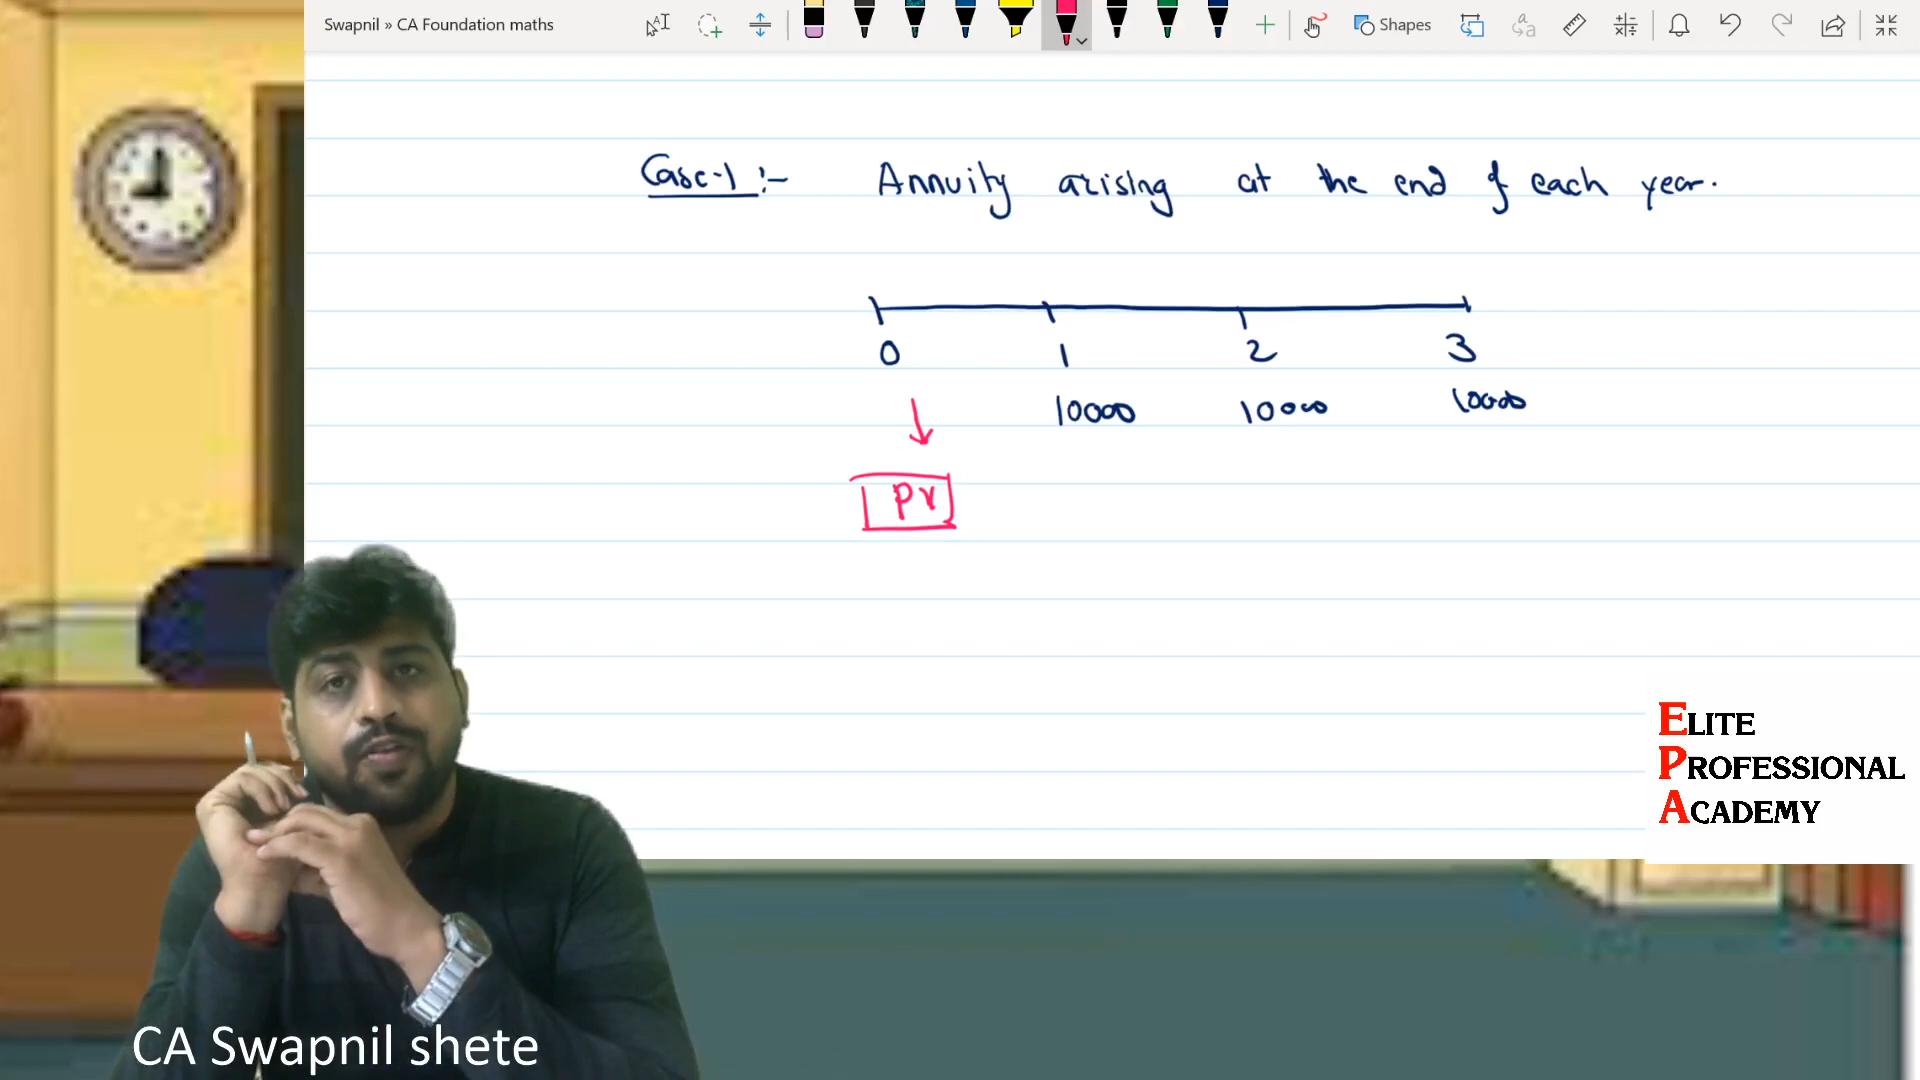 Swapnil » CA Foundation maths
Shapes
Case-1 :- Annuity arising at the end of each year.
0 1 2 3
10000 10000 10000
PV
ELITE
PROFESSIONAL
ACADEMY
CA Swapnil shete